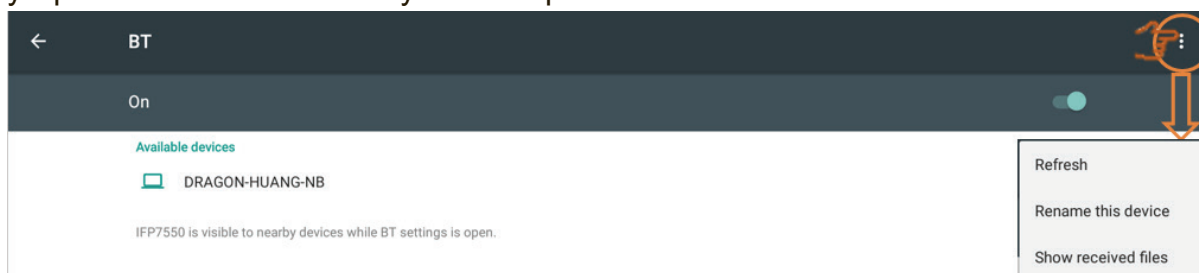 BT
On
Available devices
DRAGON-HUANG-NB
IFP7550 is visible to nearby devices while BT settings is open.
Refresh
Rename this device
Show received files